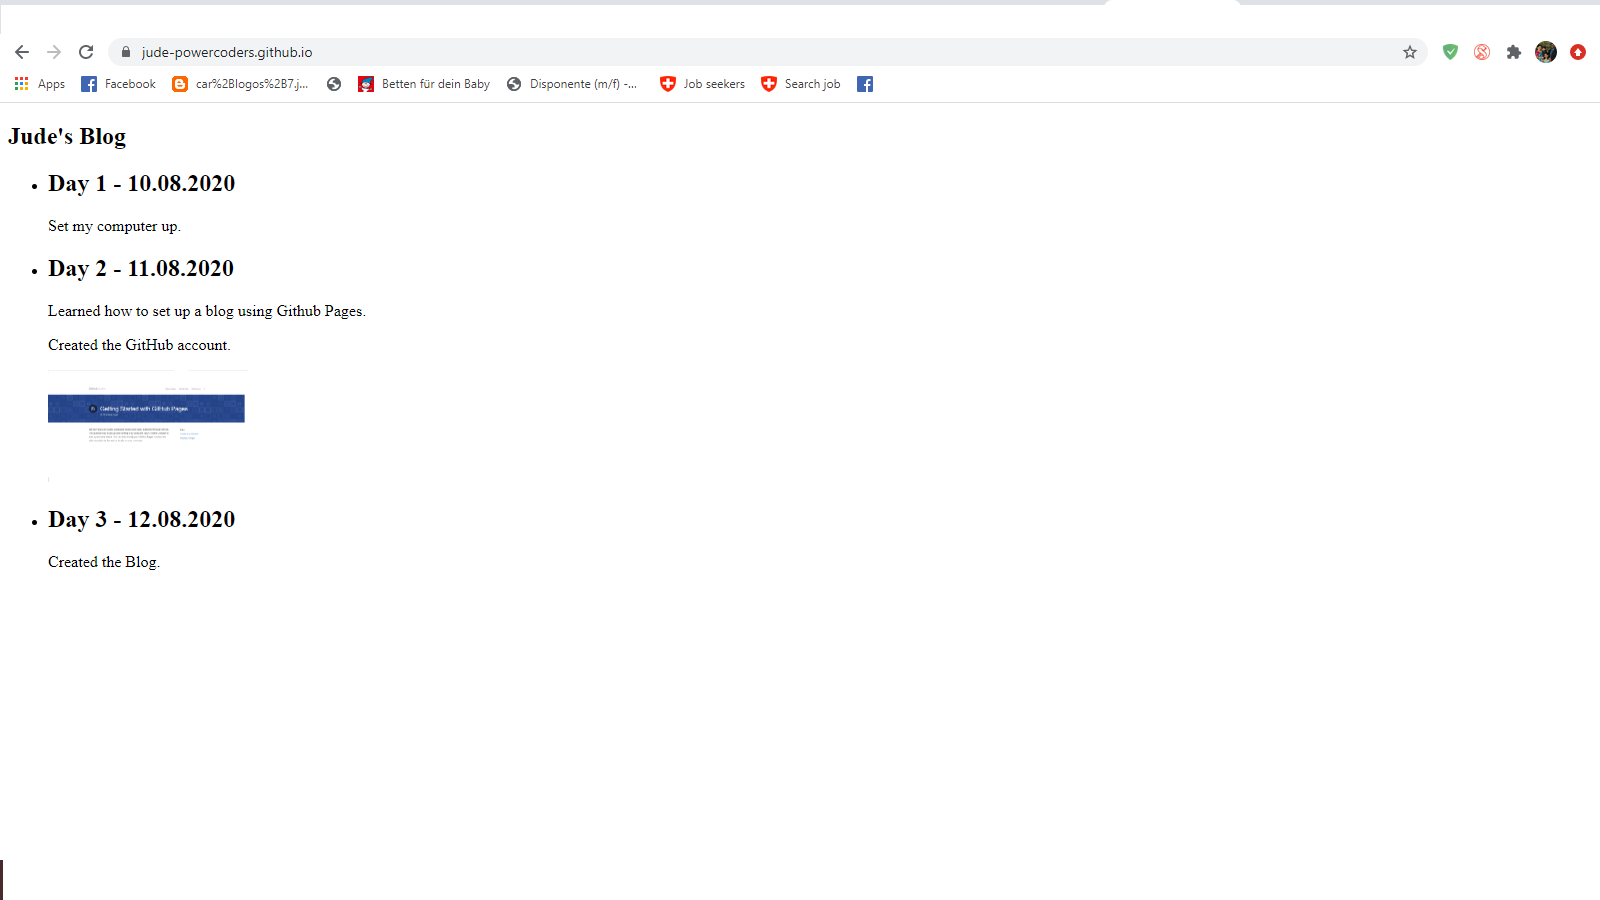 jude-powercoders.github.io
Apps Facebook car%2Blogos%2B7.j... Betten für dein Baby Disponente (m/f) -... Job seekers Search job
Jude's Blog
Day 1 - 10.08.2020
Set my computer up.
Day 2 - 11.08.2020
Learned how to set up a blog using Github Pages.
Created the GitHub account.
Getting Started with GitHub Pages
Day 3 - 12.08.2020
Created the Blog.